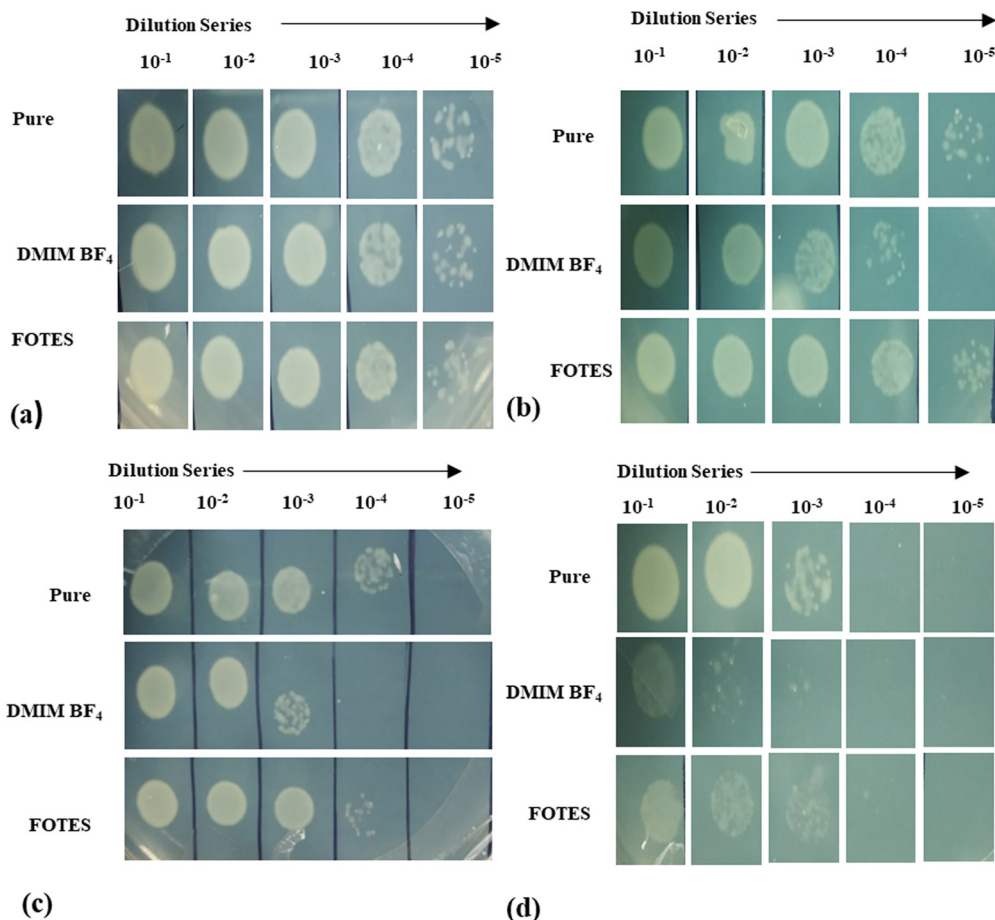 (a)
Dilution Series
10⁻¹ 10⁻² 10⁻³ 10⁻⁴ 10⁻⁵
Pure
DMIM BF₄
FOTES
(b)
Dilution Series
10⁻¹ 10⁻² 10⁻³ 10⁻⁴ 10⁻⁵
Pure
DMIM BF₄
FOTES
(c)
Dilution Series
10⁻¹ 10⁻² 10⁻³ 10⁻⁴ 10⁻⁵
Pure
DMIM BF₄
FOTES
(d)
Dilution Series
10⁻¹ 10⁻² 10⁻³ 10⁻⁴ 10⁻⁵
Pure
DMIM BF₄
FOTES